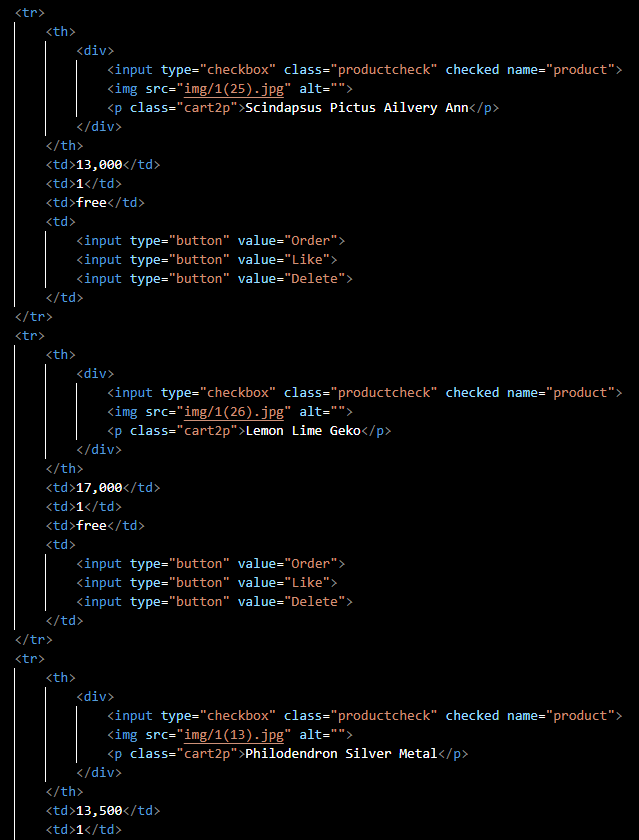 <tr>
<th>
<div>
<input type="checkbox" class="productcheck" checked name="product">
<img src="img/1(25).jpg" alt="">
<p class="cart2p">Scindapsus Pictus Ailvery Ann</p>
</div>
</th>
<td>13,000</td>
<td>1</td>
<td>free</td>
<td>
<input type="button" value="Order">
<input type="button" value="Like">
<input type="button" value="Delete">
</td>
</tr>
<tr>
<th>
<div>
<input type="checkbox" class="productcheck" checked name="product">
<img src="img/1(26).jpg" alt="">
<p class="cart2p">Lemon Lime Geko</p>
</div>
</th>
<td>17,000</td>
<td>1</td>
<td>free</td>
<td>
<input type="button" value="Order">
<input type="button" value="Like">
<input type="button" value="Delete">
</td>
</tr>
<tr>
<th>
<div>
<input type="checkbox" class="productcheck" checked name="product">
<img src="img/1(13).jpg" alt="">
<p class="cart2p">Philodendron Silver Metal</p>
</div>
</th>
<td>13,500</td>
<td>1</td>